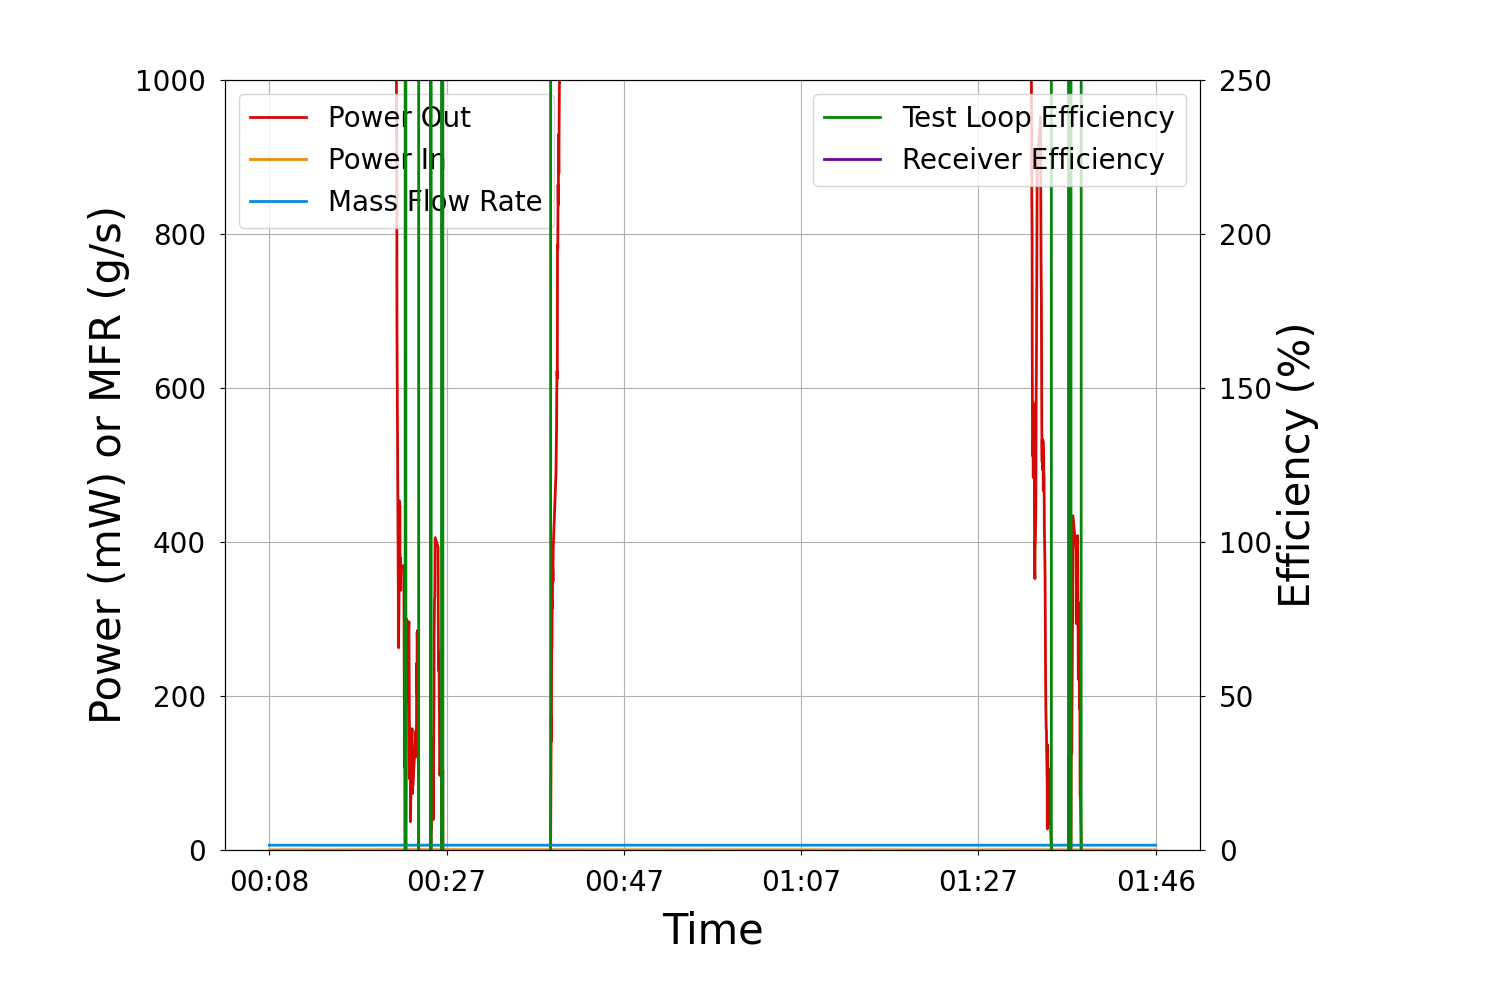 1000
800
600
400
200
0
Power (mW) or MFR (g/s)
Power Out
Power In
Mass Flow Rate
Test Loop Efficiency
Receiver Efficiency
250
200
150
100
50
0
Efficiency (%)
00:08 00:27 00:47 01:07 01:27 01:46
Time